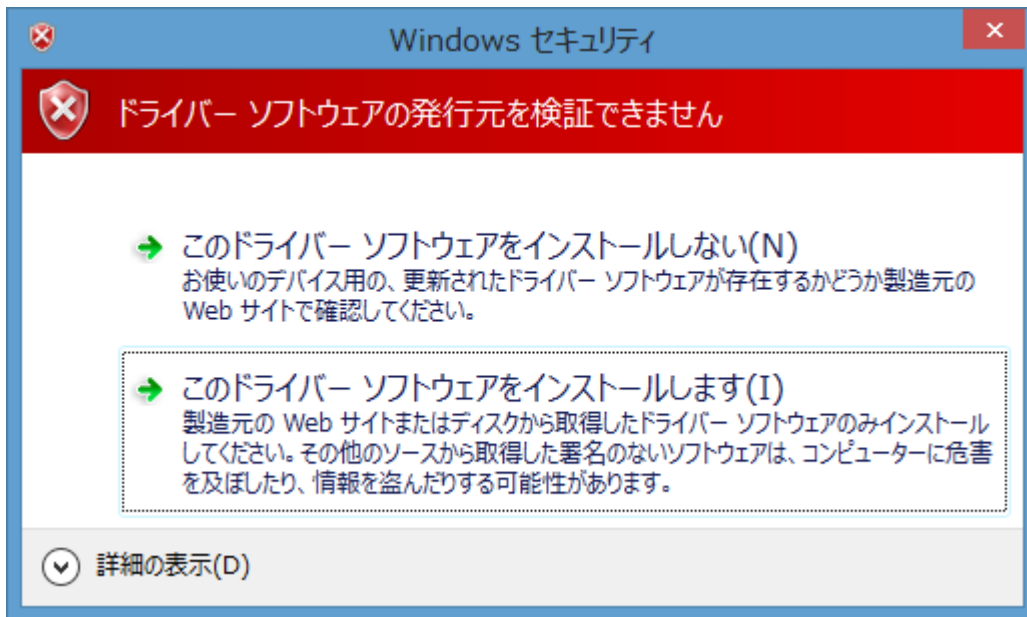 Windows セキュリティ
ドライバー ソフトウェアの発行元を検証できません
このドライバー ソフトウェアをインストールしない(N)
お使いのデバイス用の、更新されたドライバー ソフトウェアが存在するかどうか製造元の
Web サイトで確認してください。
このドライバー ソフトウェアをインストールします(I)
製造元の Web サイトまたはディスクから取得したドライバー ソフトウェアのみインストール
してください。その他のソースから取得した署名のないソフトウェアは、コンピューターに危害
を及ぼしたり、情報を盗んだりする可能性があります。
詳細の表示(D)